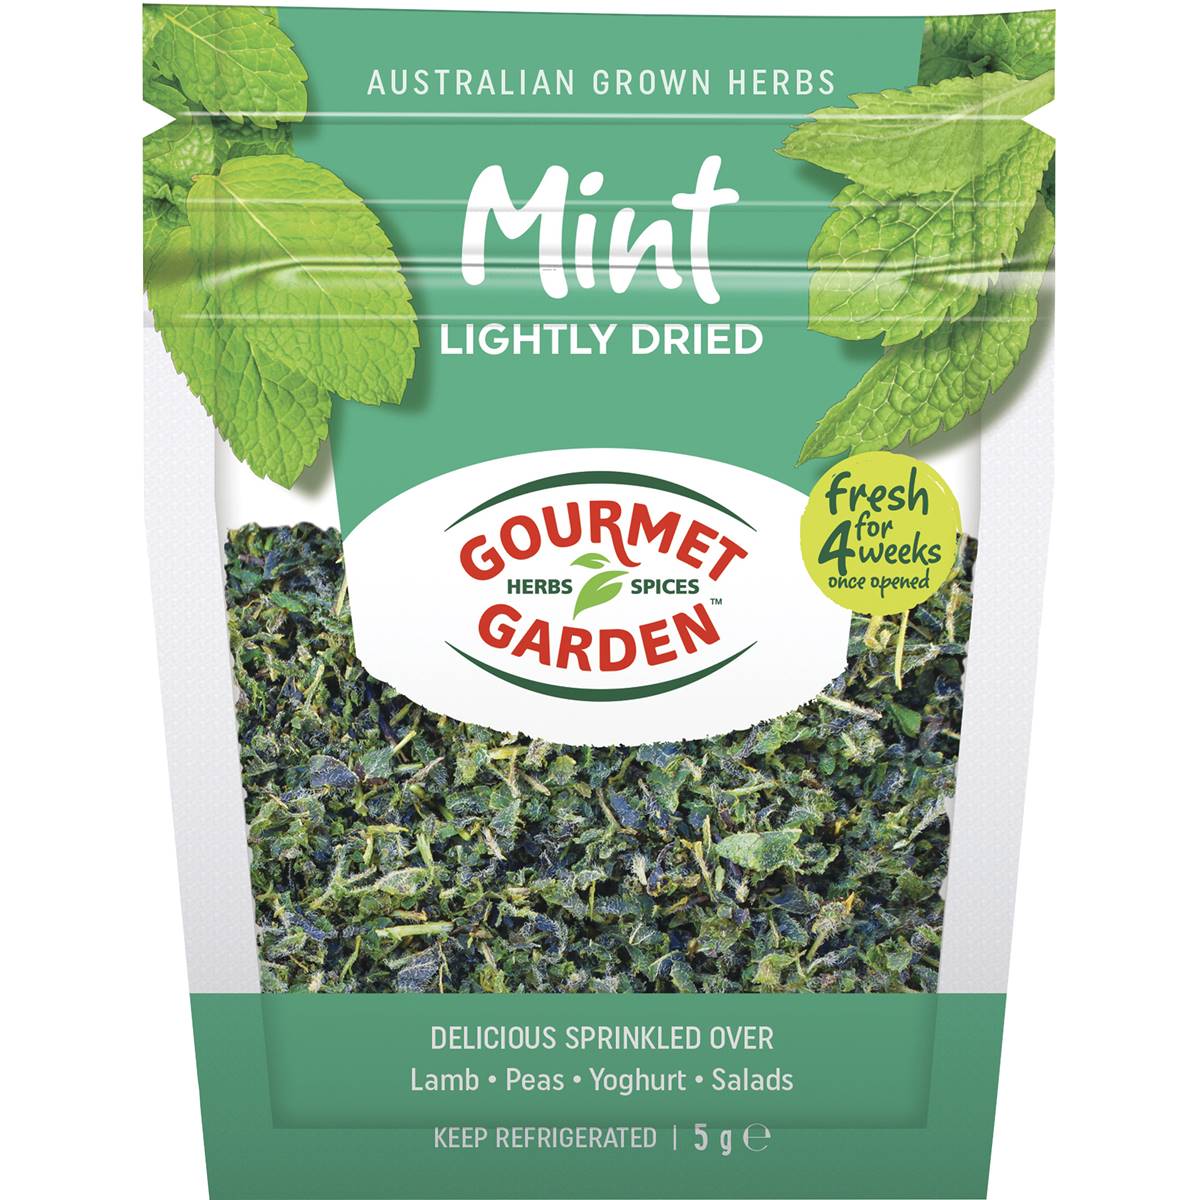 AUSTRALIAN GROWN HERBS
Mint
LIGHTLY DRIED
GOURMET
HERBS SPICES
GARDEN™
fresh
for
4 weeks
once opened
DELICIOUS SPRINKLED OVER
Lamb • Peas • Yoghurt • Salads
KEEP REFRIGERATED | 5 g ℮